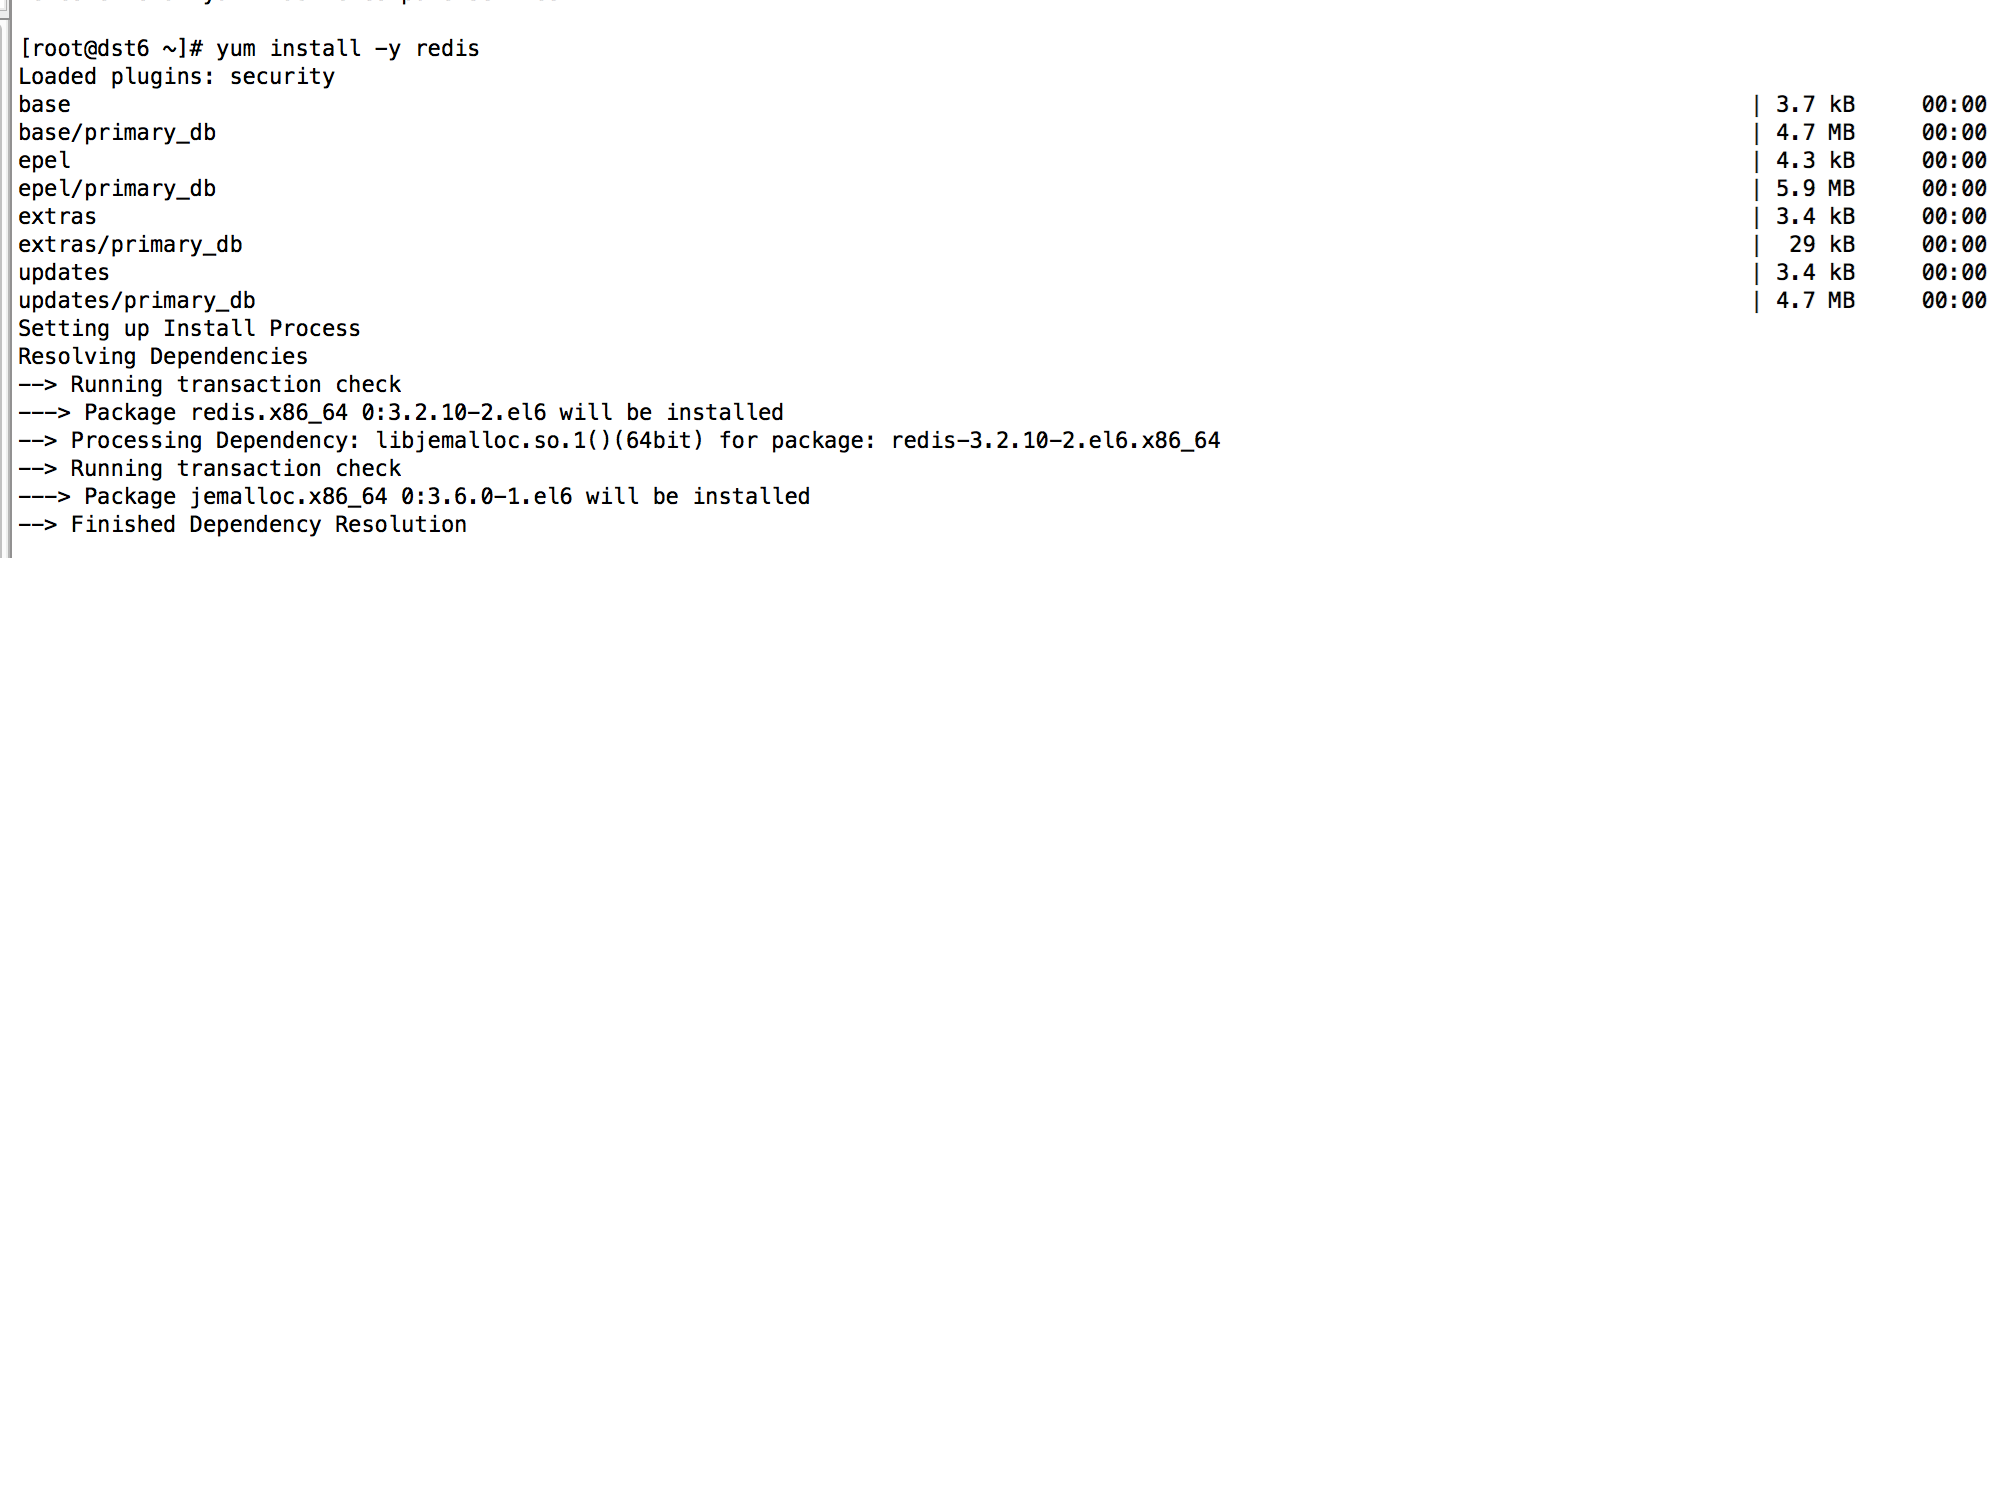 [root@dst6 ~]# yum install -y redis
Loaded plugins: security
base | 3.7 kB 00:00
base/primary_db | 4.7 MB 00:00
epel | 4.3 kB 00:00
epel/primary_db | 5.9 MB 00:00
extras | 3.4 kB 00:00
extras/primary_db | 29 kB 00:00
updates | 3.4 kB 00:00
updates/primary_db | 4.7 MB 00:00
Setting up Install Process
Resolving Dependencies
--> Running transaction check
---> Package redis.x86_64 0:3.2.10-2.el6 will be installed
--> Processing Dependency: libjemalloc.so.1()(64bit) for package: redis-3.2.10-2.el6.x86_64
--> Running transaction check
---> Package jemalloc.x86_64 0:3.6.0-1.el6 will be installed
--> Finished Dependency Resolution